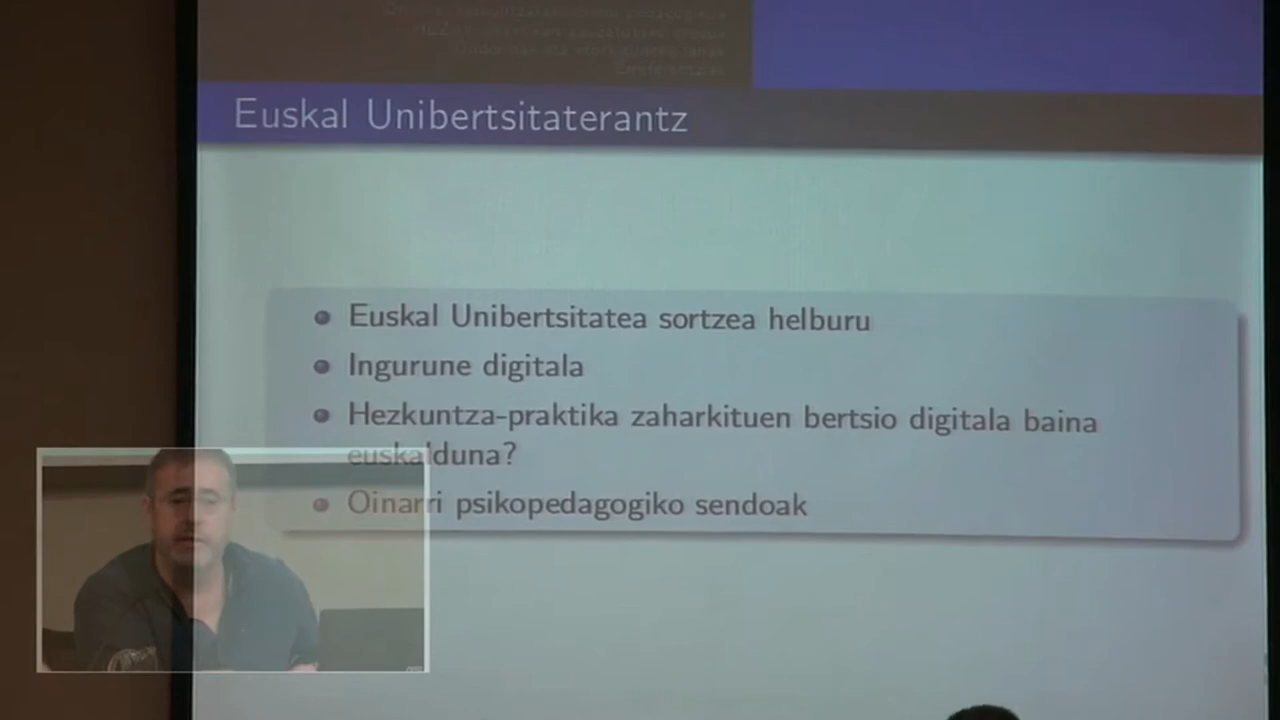 Euskal Unibertsitaterantz
Euskal Unibertsitatea sortzea helburu
Ingurune digitala
Hezkuntza-praktika zaharkituen bertsio digitala baina
euskalduna?
Oinarri psikopedagogiko sendoak